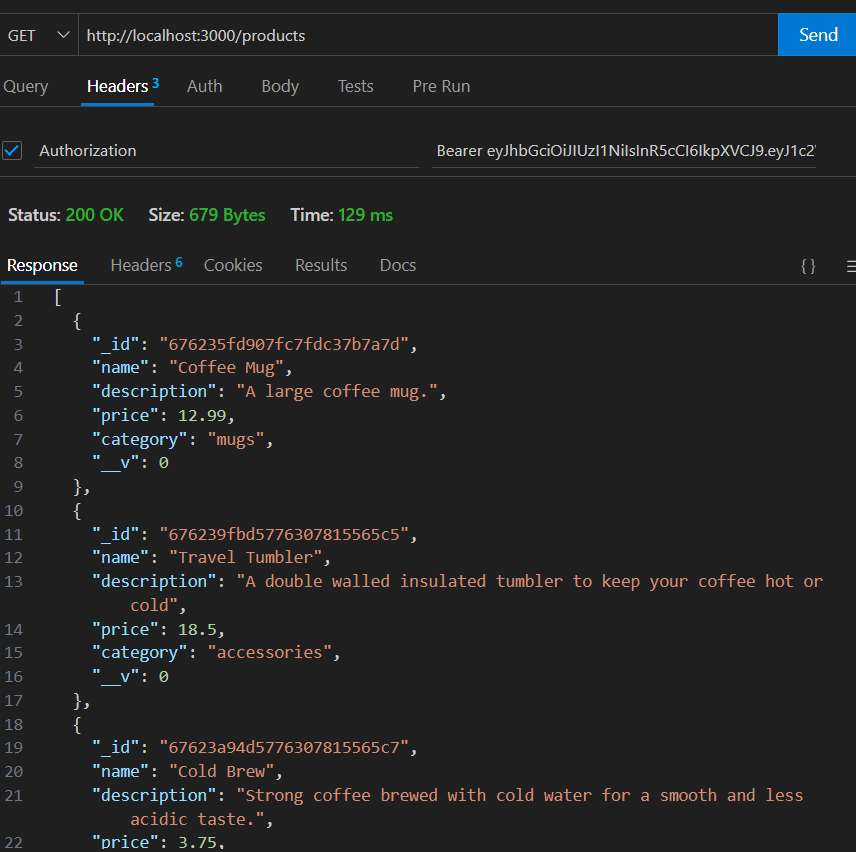 GET http://localhost:3000/products Send
Query Headers 3 Auth Body Tests Pre Run
Authorization Bearer eyJhbGciOiJIUzI1NiIsInR5cCI6IkpXVCJ9.eyJ1c2
Status: 200 OK Size: 679 Bytes Time: 129 ms
Response Headers 6 Cookies Results Docs { }
1 [
2 {
3 "_id": "676235fd907fc7fdc37b7a7d",
4 "name": "Coffee Mug",
5 "description": "A large coffee mug.",
6 "price": 12.99,
7 "category": "mugs",
8 "__v": 0
9 },
10 {
11 "_id": "676239fbd5776307815565c5",
12 "name": "Travel Tumbler",
13 "description": "A double walled insulated tumbler to keep your coffee hot or
cold",
14 "price": 18.5,
15 "category": "accessories",
16 "__v": 0
17 },
18 {
19 "_id": "67623a94d5776307815565c7",
20 "name": "Cold Brew",
21 "description": "Strong coffee brewed with cold water for a smooth and less
acidic taste.",
22 "price": 3.75,